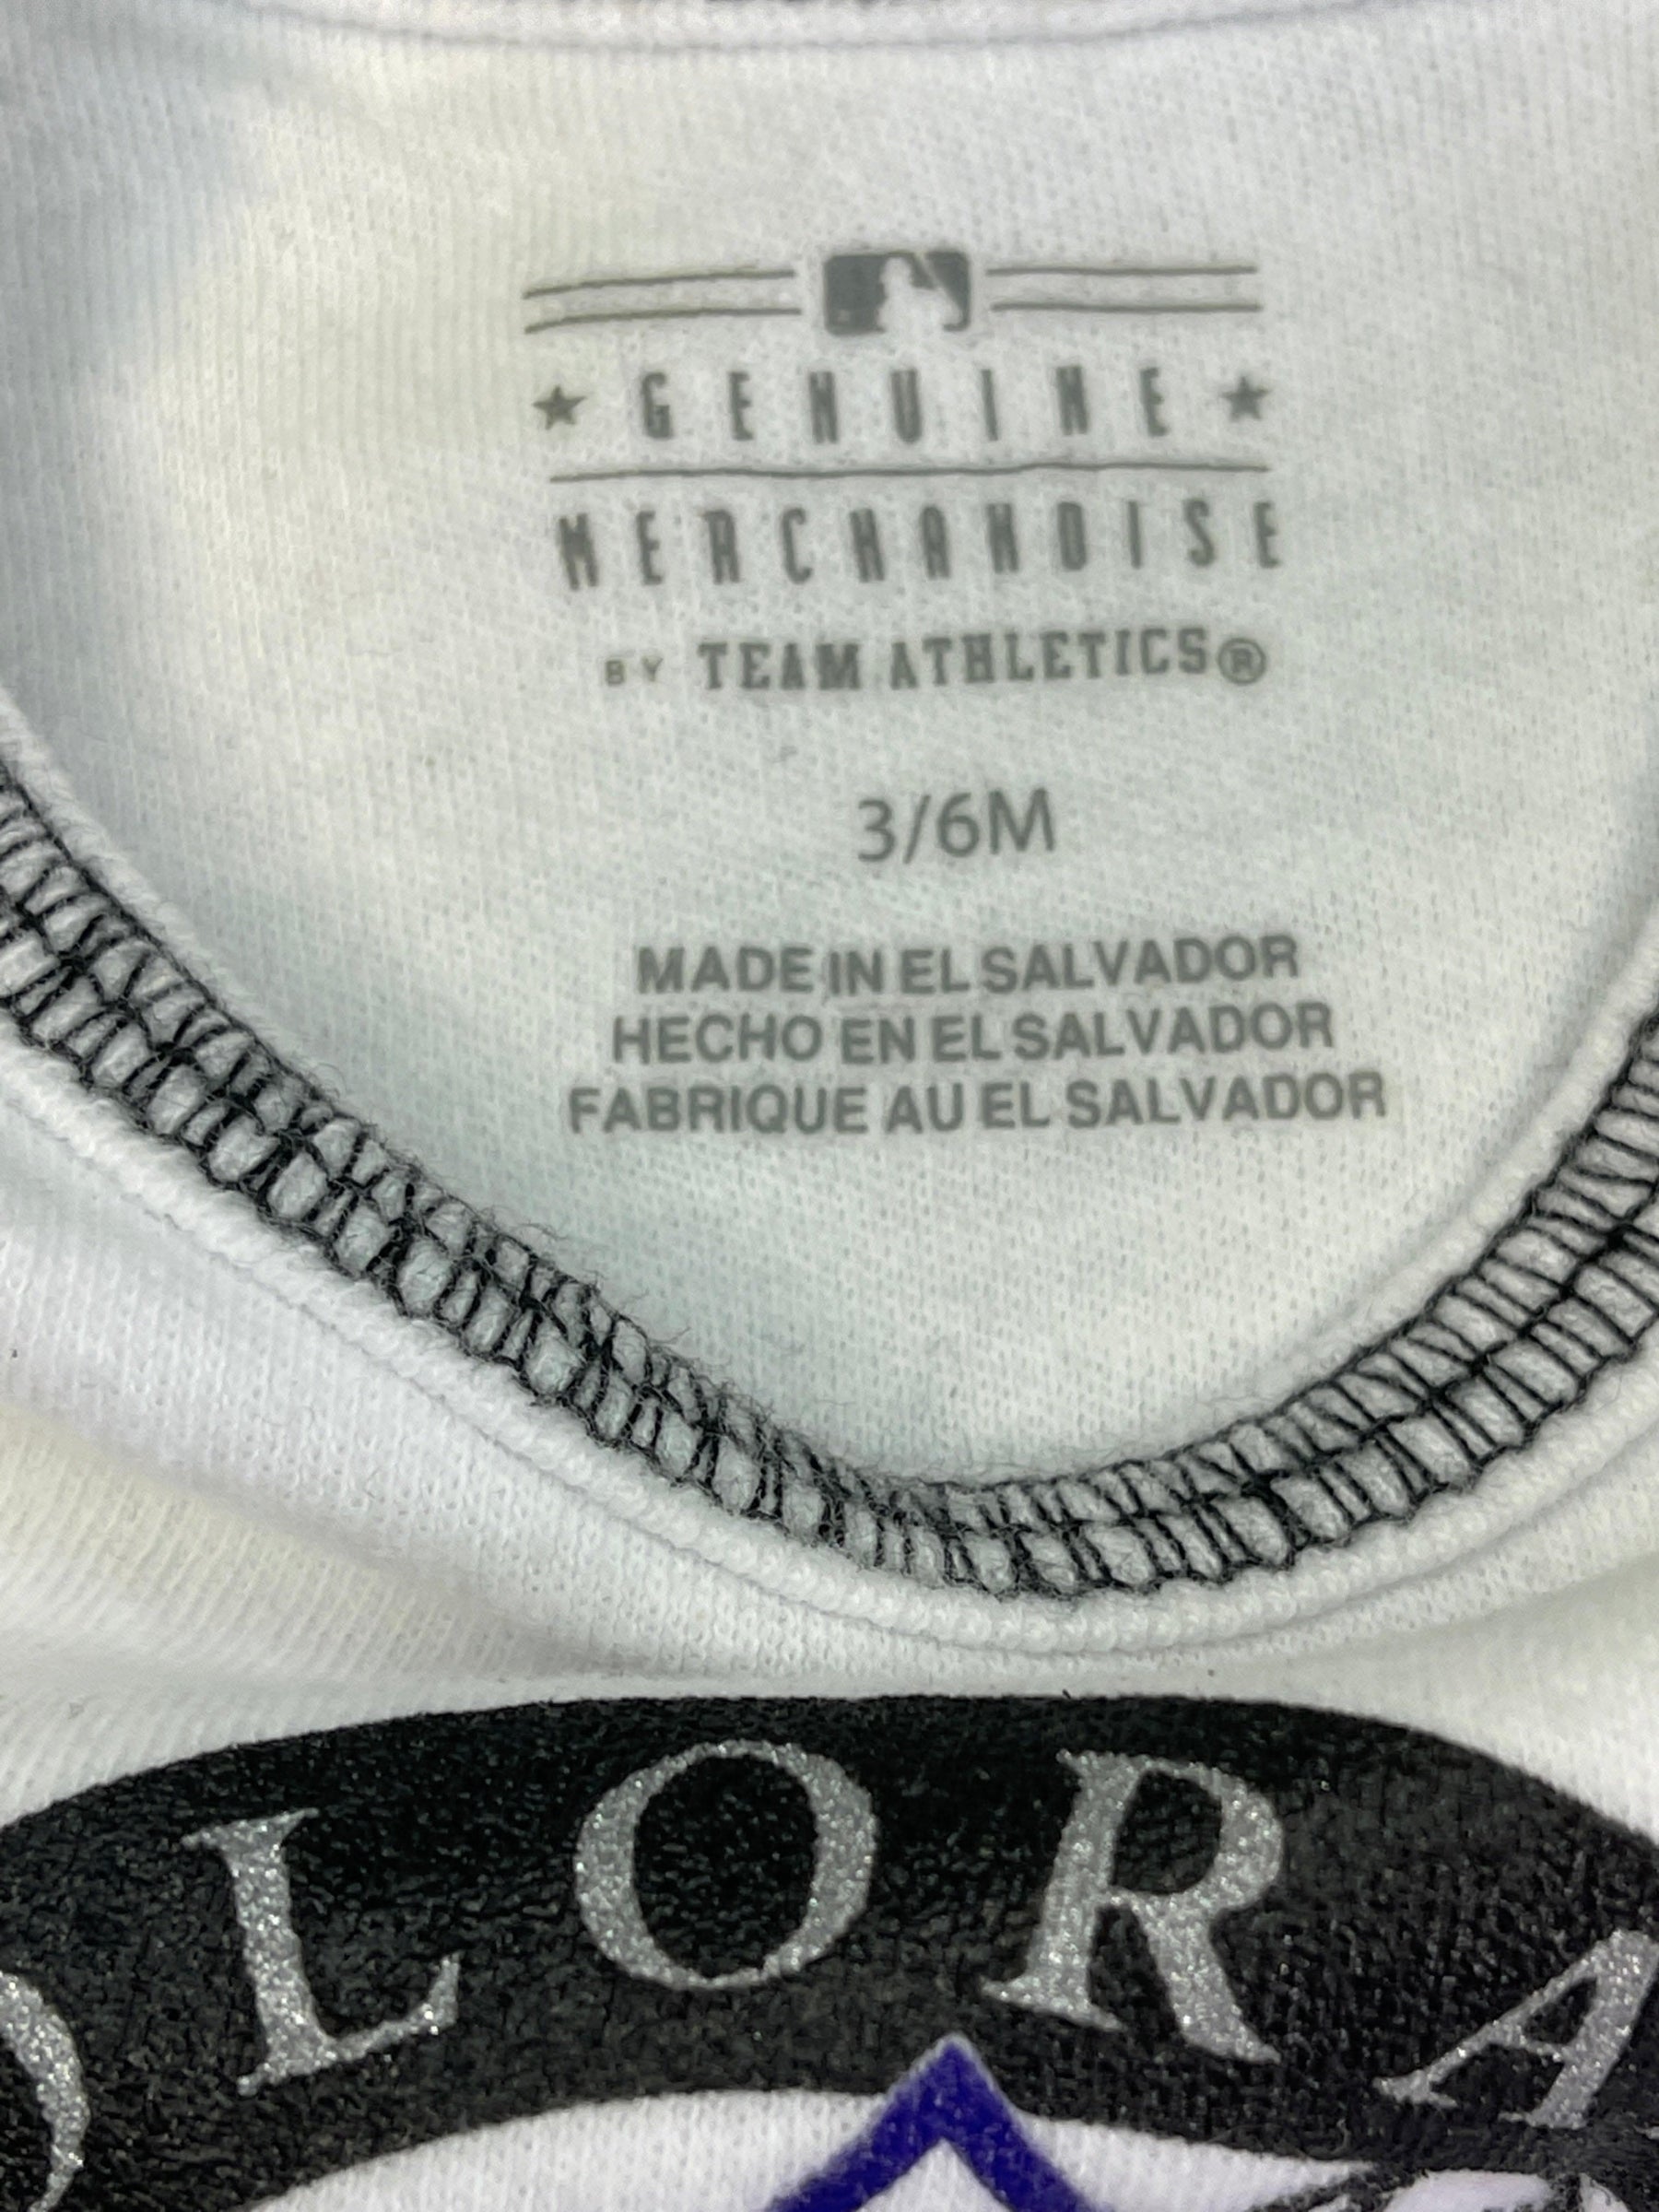 GENUINE
MERCHANDISE
BY TEAM ATHLETICS®
3/6M
MADE IN EL SALVADOR
HECHO EN EL SALVADOR
FABRIQUE AU EL SALVADOR
OLORA